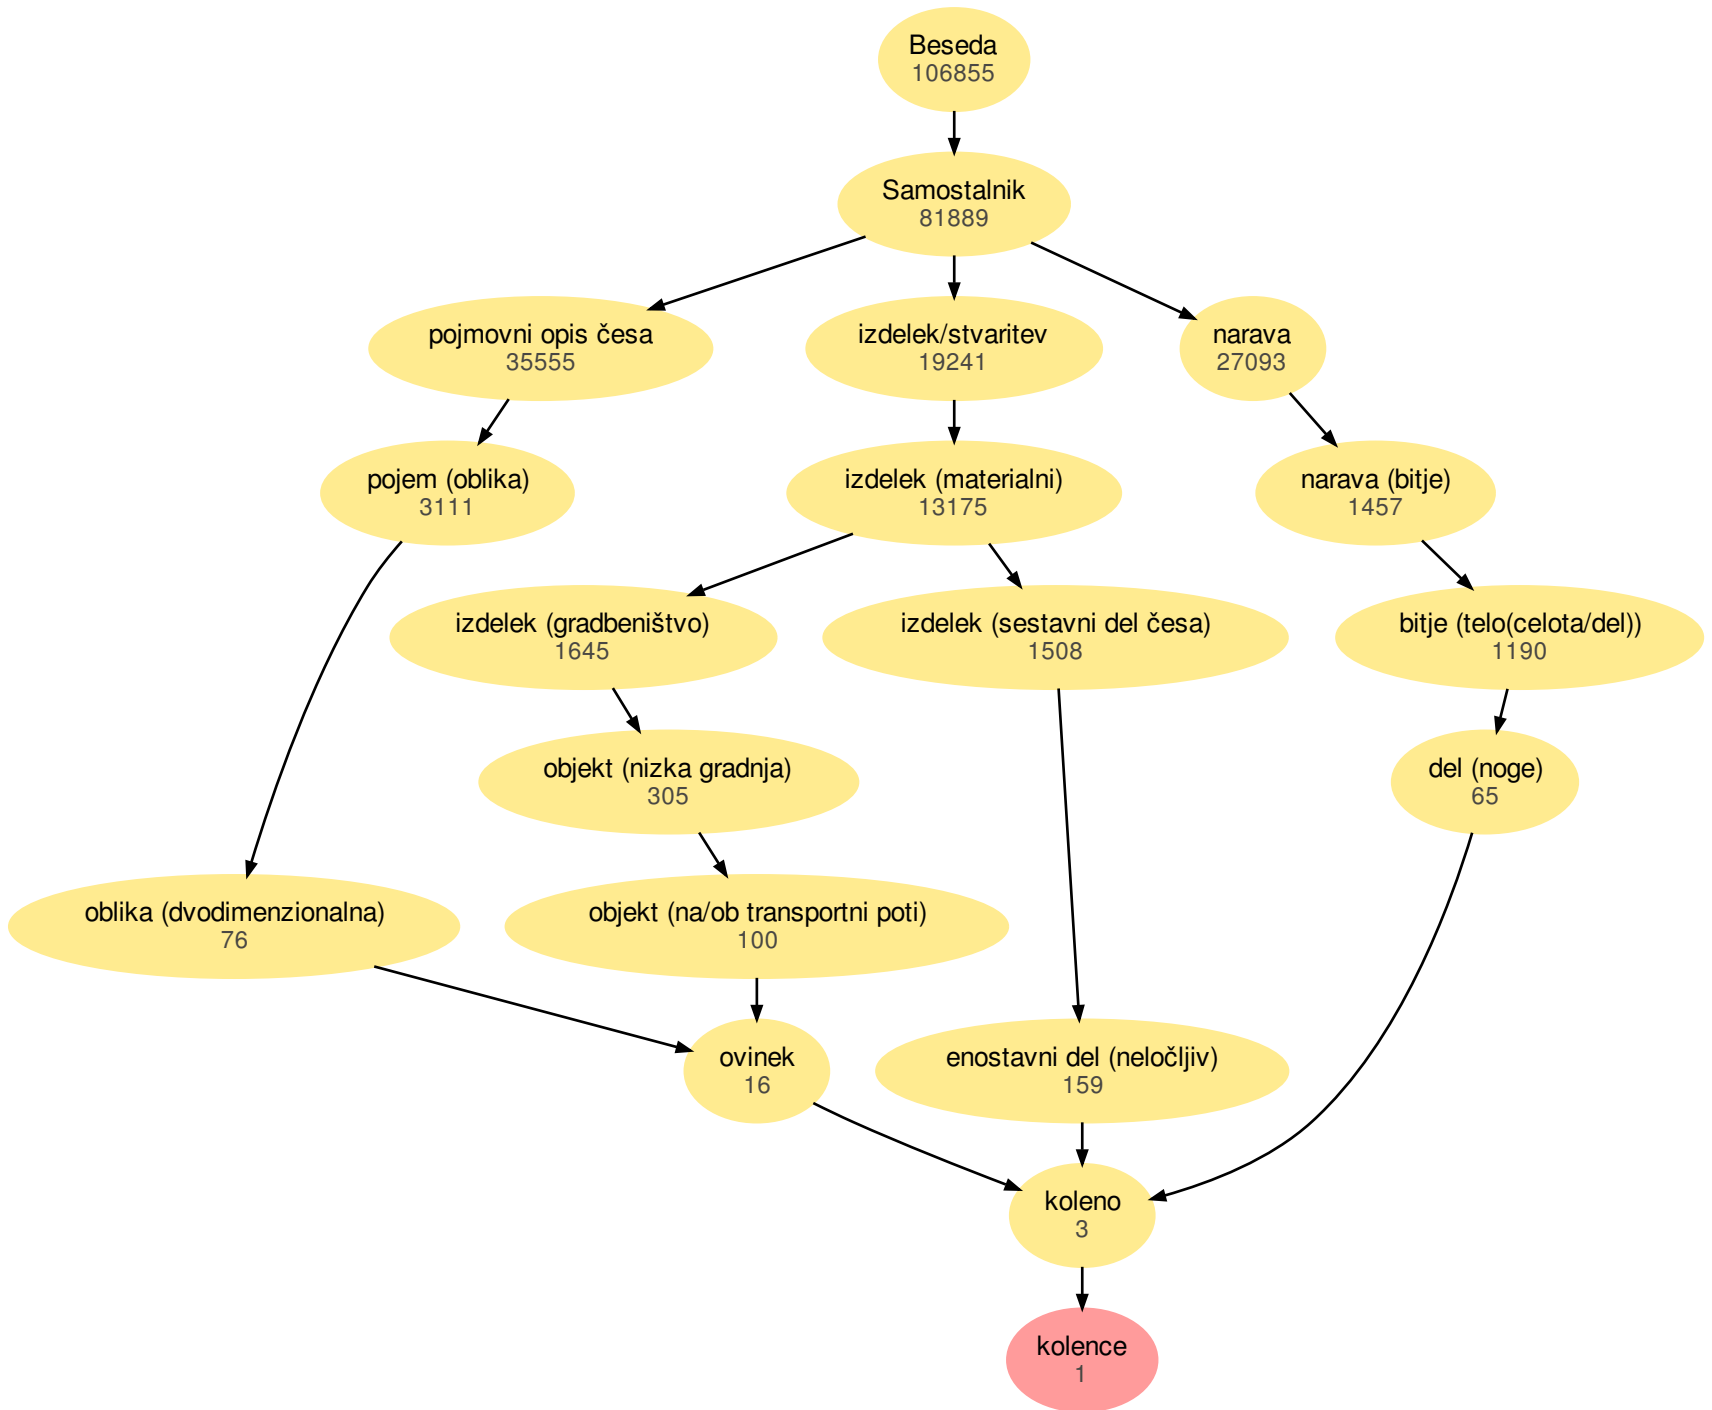 Beseda
106855
Samostalnik
81889
pojmovni opis česa
35555
izdelek/stvaritev
19241
narava
27093
pojem (oblika)
3111
izdelek (materialni)
13175
narava (bitje)
1457
izdelek (gradbeništvo)
1645
izdelek (sestavni del česa)
1508
bitje (telo(celota/del))
1190
objekt (nizka gradnja)
305
del (noge)
65
oblika (dvodimenzionalna)
76
objekt (na/ob transportni poti)
100
ovinek
16
enostavni del (neločljiv)
159
koleno
3
kolence
1